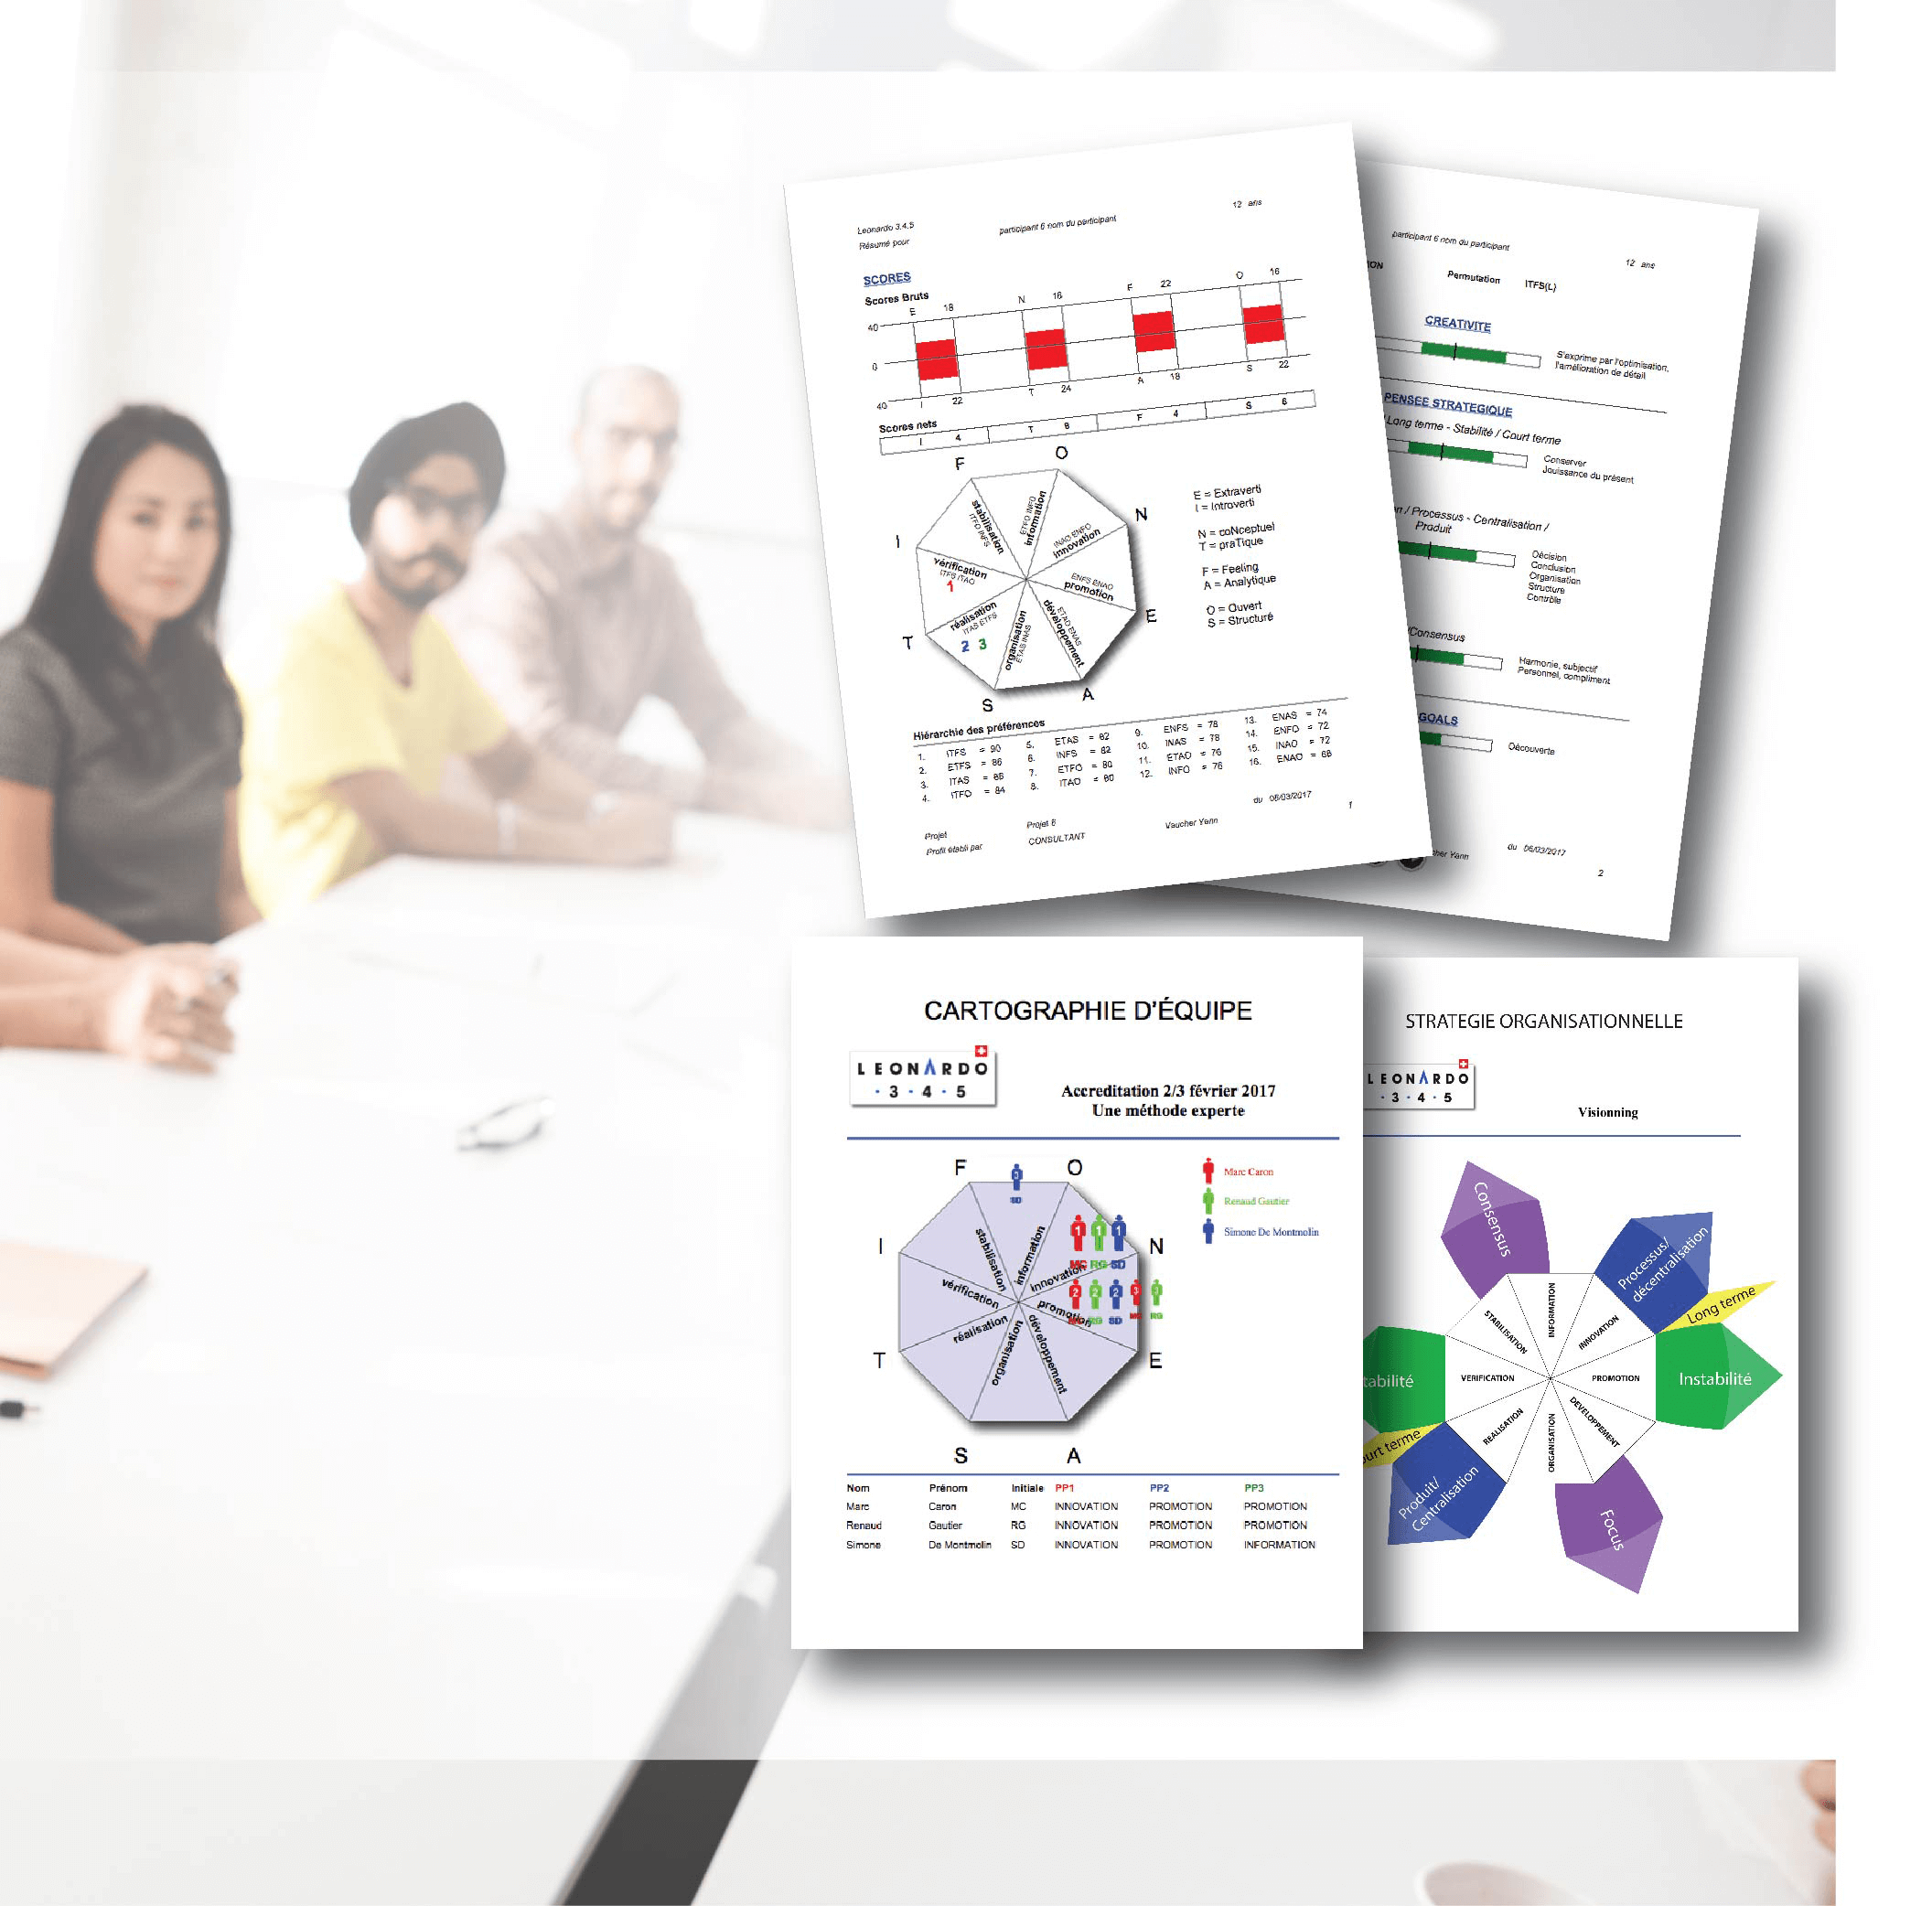 Leonardo 3.4.5
Résumé pour
participant 6 nom du participant
12 ans
SCORES
Scores Bruts
E 18 N 16 F 22 O 16
40
0
40
I 22 T 24 A 18 S 22
Scores nets
I 4 T 8 F 4 S 6
F O
N
E
A
S
T
I
stabilisation
ITFO INFS
ETFO INFO
information
INAO ENFO
innovation
ENFS ENAO
promotion
ETAO ENAS
développement
organisation
ETAS INAS
réalisation
ITAS ETFS
2 3
vérification
ITFS ITAO
1
E = Extraverti
I = Introverti
N = coNceptuel
T = praTique
F = Feeling
A = Analytique
O = Ouvert
S = Structuré
Hiérarchie des préférences
1. ITFS = 90 5. ETAS = 82 9. ENFS = 78 13. ENAS = 74
2. ETFS = 86 6. INFS = 82 10. INAS = 78 14. ENFO = 72
3. ITAS = 86 7. ETFO = 80 11. ETAO = 76 15. INAO = 72
4. ITFO = 84 8. ITAO = 80 12. INFO = 76 16. ENAO = 68
du 06/03/2017
1
Projet Projet 6 Vaucher Yann
Profil établi par CONSULTANT
participant 6 nom du participant
12 ans
ION Permutation ITFS(L)
CREATIVITE
S'exprime par l'optimisation,
l'amélioration de détail
PENSEE STRATEGIQUE
Long terme - Stabilité / Court terme
Conserver
Jouissance du présent
n / Processus - Centralisation /
Produit
Décision
Conclusion
Organisation
Structure
Contrôle
/Consensus
Harmonie, subjectif
Personnel, compliment
GOALS
Découverte
cher Yann du 06/03/2017
2
CARTOGRAPHIE D'ÉQUIPE
LEONARDO
· 3 · 4 · 5
Accreditation 2/3 février 2017
Une méthode experte
Marc Caron
Renaud Gautier
Simone De Montmolin
F O
N
E
A
S
T
I
3
SD
1 1 1
MC RG SD
2 2 2 3 3
MC RG SD MC RG
stabilisation
information
innovation
promotion
développement
organisation
réalisation
vérification
Nom Prénom Initiale PP1 PP2 PP3
Marc Caron MC INNOVATION PROMOTION PROMOTION
Renaud Gautier RG INNOVATION PROMOTION PROMOTION
Simone De Montmolin SD INNOVATION PROMOTION INFORMATION
STRATEGIE ORGANISATIONNELLE
LEONARDO
· 3 · 4 · 5
Visionning
Consensus
Processus/
décentralisation
Long terme
Instabilité
Focus
Produit/
Centralisation
ourt terme
tabilité
STABILISATION
INFORMATION
INNOVATION
PROMOTION
DEVELOPPEMENT
ORGANISATION
REALISATION
VERIFICATION